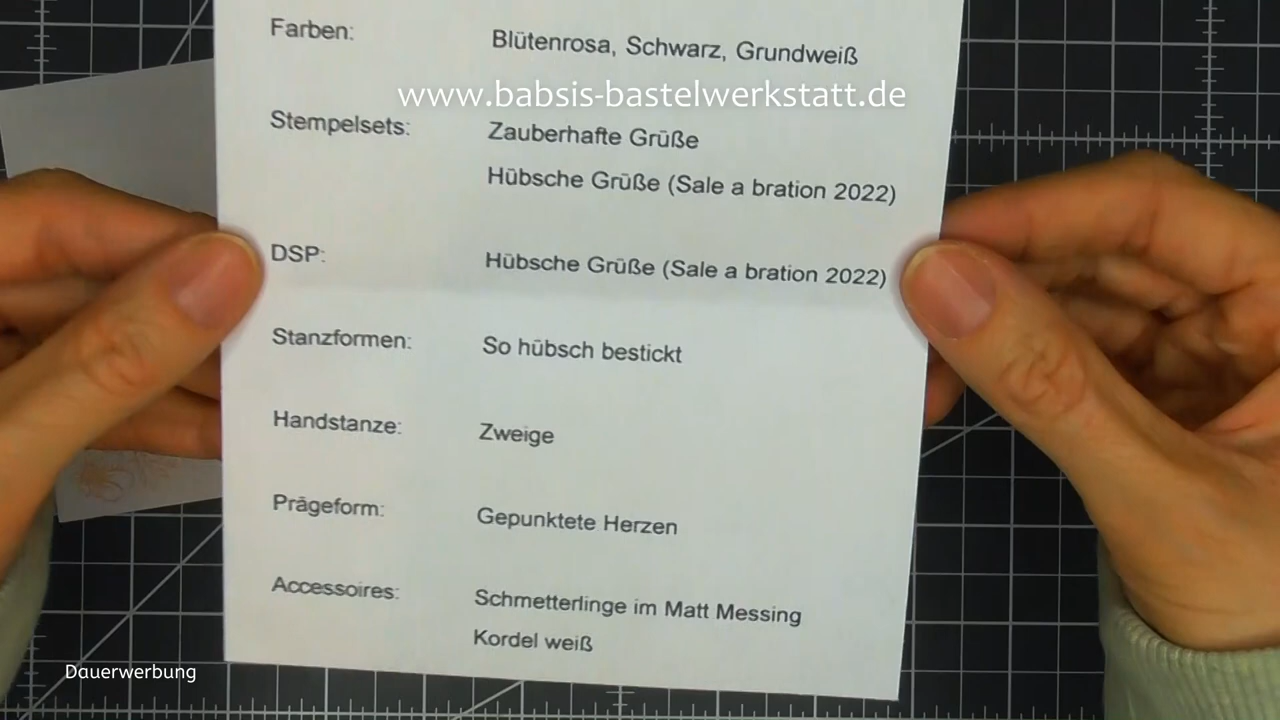 Farben: Blütenrosa, Schwarz, Grundweiß
www.babsis-bastelwerkstatt.de
Stempelsets: Zauberhafte Grüße
Hübsche Grüße (Sale a bration 2022)
DSP: Hübsche Grüße (Sale a bration 2022)
Stanzformen: So hübsch bestickt
Handstanze: Zweige
Prägeform: Gepunktete Herzen
Accessoires: Schmetterlinge im Matt Messing
Kordel weiß
Dauerwerbung